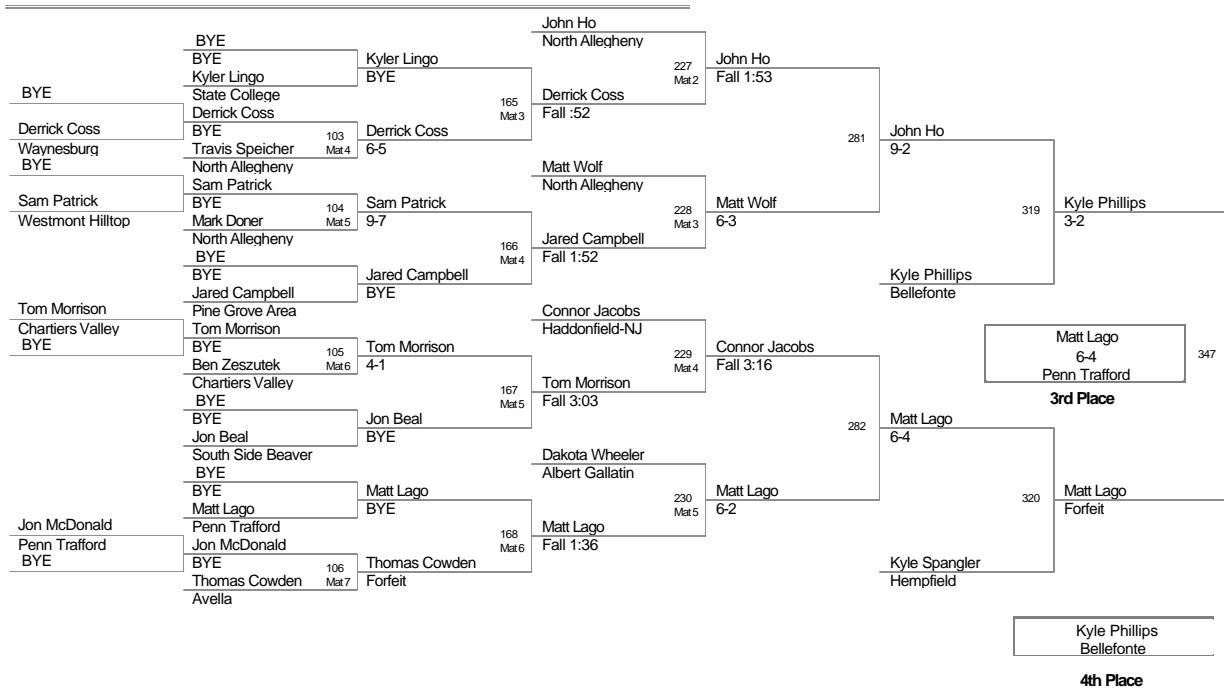 BYE
Derrick Coss
Waynesburg
BYE
Sam Patrick
Westmont Hilltop
Tom Morrison
Chartiers Valley
BYE
Jon McDonald
Penn Trafford
BYE
BYE
BYE
Kyler Lingo
State College
Derrick Coss
BYE
103
Travis Speicher
Mat 4
North Allegheny
Sam Patrick
BYE
104
Mark Doner
Mat 5
North Allegheny
BYE
BYE
Jared Campbell
Pine Grove Area
Tom Morrison
BYE
105
Ben Zeszutek
Mat 6
Chartiers Valley
BYE
BYE
Jon Beal
South Side Beaver
BYE
BYE
Matt Lago
Penn Trafford
Jon McDonald
BYE
106
Thomas Cowden
Mat 7
Avella
Kyler Lingo
BYE
165
Mat 3
Derrick Coss
6-5
Sam Patrick
9-7
166
Mat 4
Jared Campbell
BYE
Tom Morrison
4-1
167
Mat 5
Jon Beal
BYE
Matt Lago
BYE
168
Mat 6
Thomas Cowden
Forfeit
John Ho
North Allegheny
227
Mat 2
Derrick Coss
Fall :52
Matt Wolf
North Allegheny
228
Mat 3
Jared Campbell
Fall 1:52
Connor Jacobs
Haddonfield-NJ
229
Mat 4
Tom Morrison
Fall 3:03
Dakota Wheeler
Albert Gallatin
230
Mat 5
Matt Lago
Fall 1:36
John Ho
Fall 1:53
281
Matt Wolf
6-3
Connor Jacobs
Fall 3:16
282
Matt Lago
6-2
John Ho
9-2
319
Kyle Phillips
Bellefonte
Matt Lago
6-4
320
Kyle Spangler
Hempfield
Kyle Phillips
3-2
Matt Lago
6-4
Penn Trafford
347
3rd Place
Matt Lago
Forfeit
Kyle Phillips
Bellefonte
4th Place